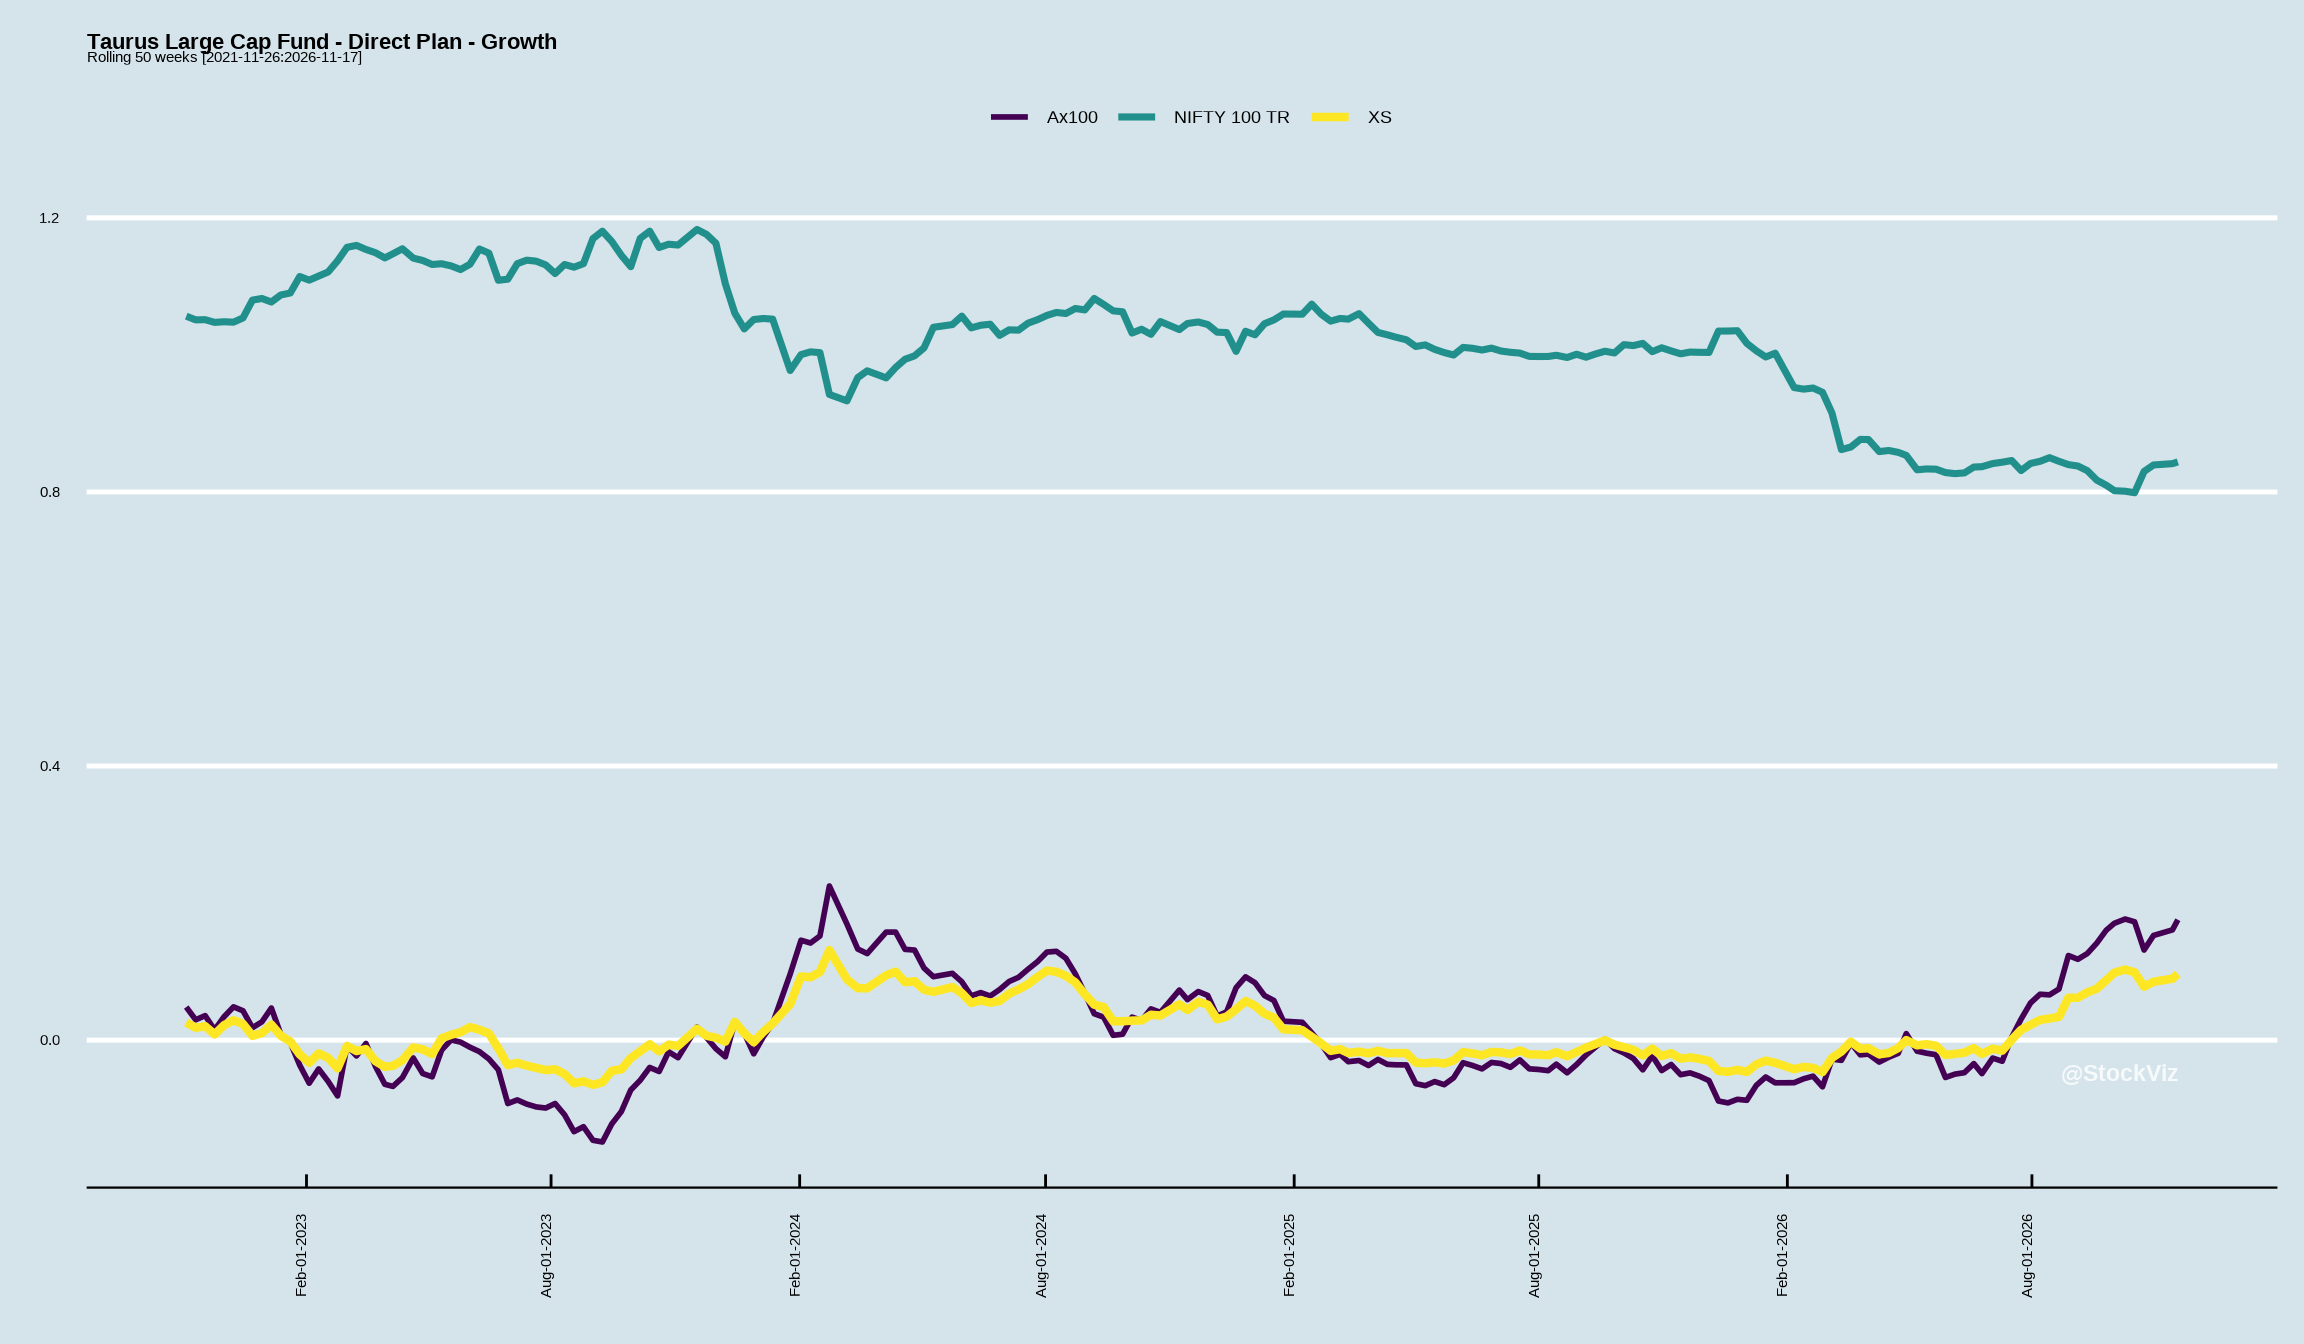 Taurus Large Cap Fund - Direct Plan - Growth
Rolling 50 weeks [2021-11-26:2026-11-17]
Ax100 NIFTY 100 TR XS
1.2
0.8
0.4
0.0
@StockViz
Feb-01-2023 Aug-01-2023 Feb-01-2024 Aug-01-2024 Feb-01-2025 Aug-01-2025 Feb-01-2026 Aug-01-2026